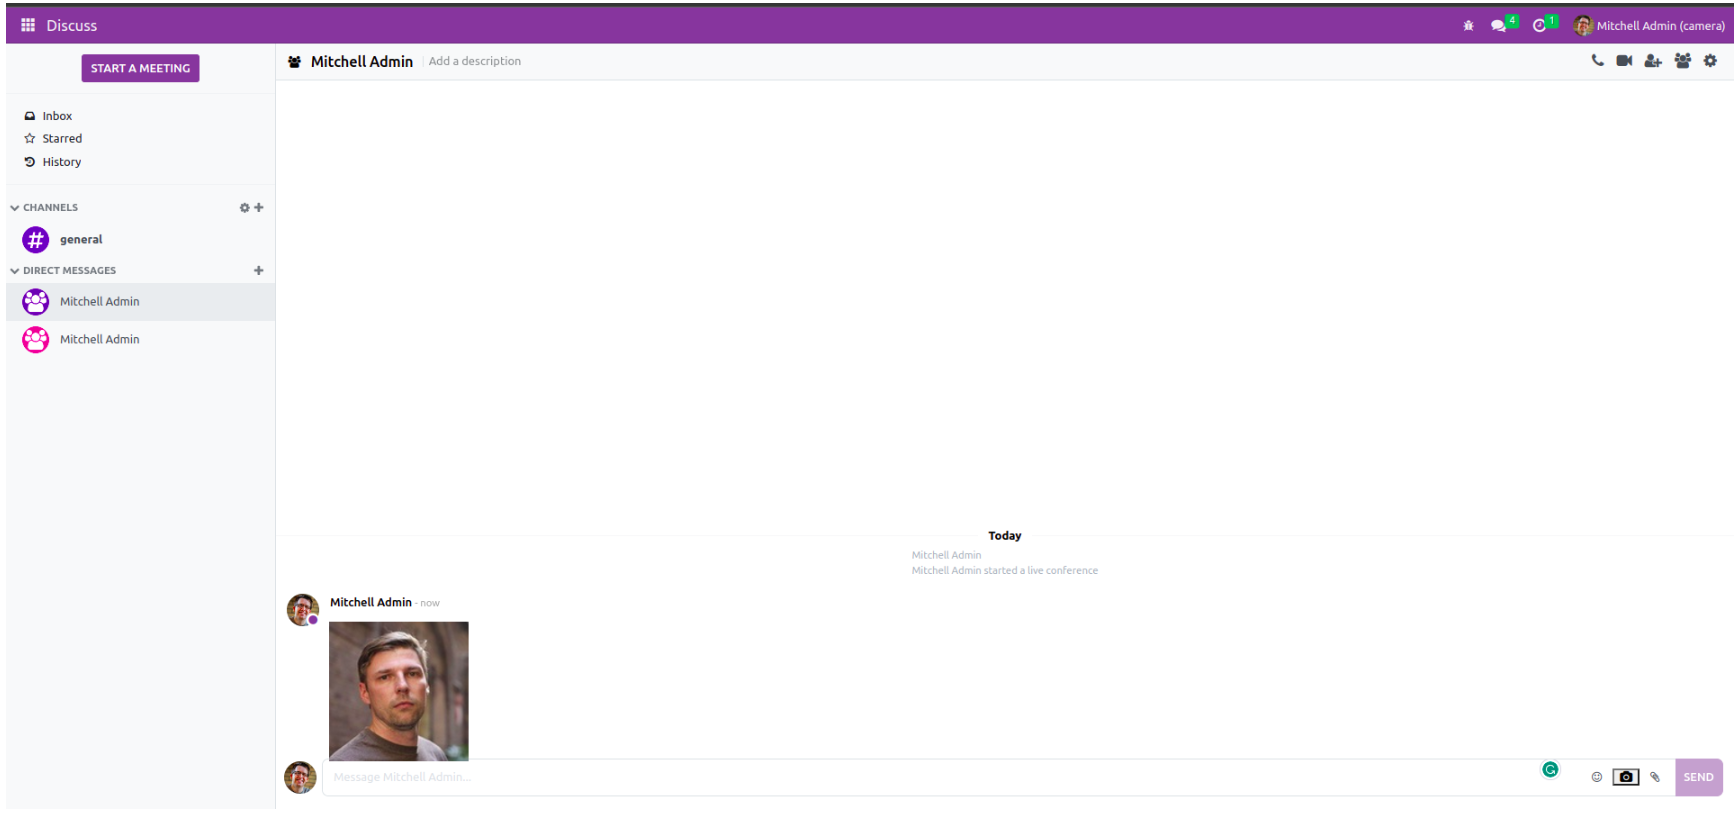 Discuss
4
1
Mitchell Admin (camera)
START A MEETING
Mitchell Admin
Add a description
Inbox
Starred
History
CHANNELS
general
DIRECT MESSAGES
Mitchell Admin
Mitchell Admin
Today
Mitchell Admin
Mitchell Admin started a live conference
Mitchell Admin - now
Message Mitchell Admin...
SEND